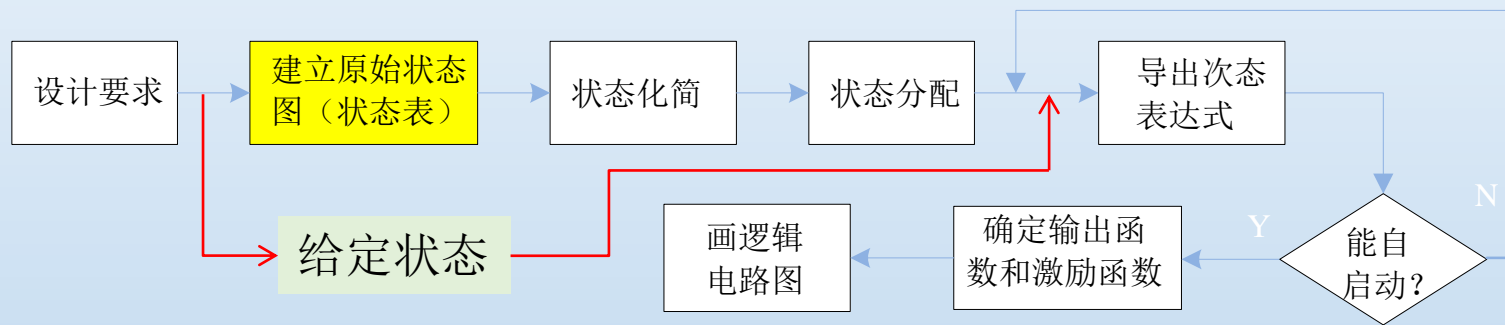 设计要求
建立原始状态
图（状态表）
状态化简
状态分配
导出次态
表达式
给定状态
画逻辑
电路图
确定输出函
数和激励函数
Y
能自
启动？
N